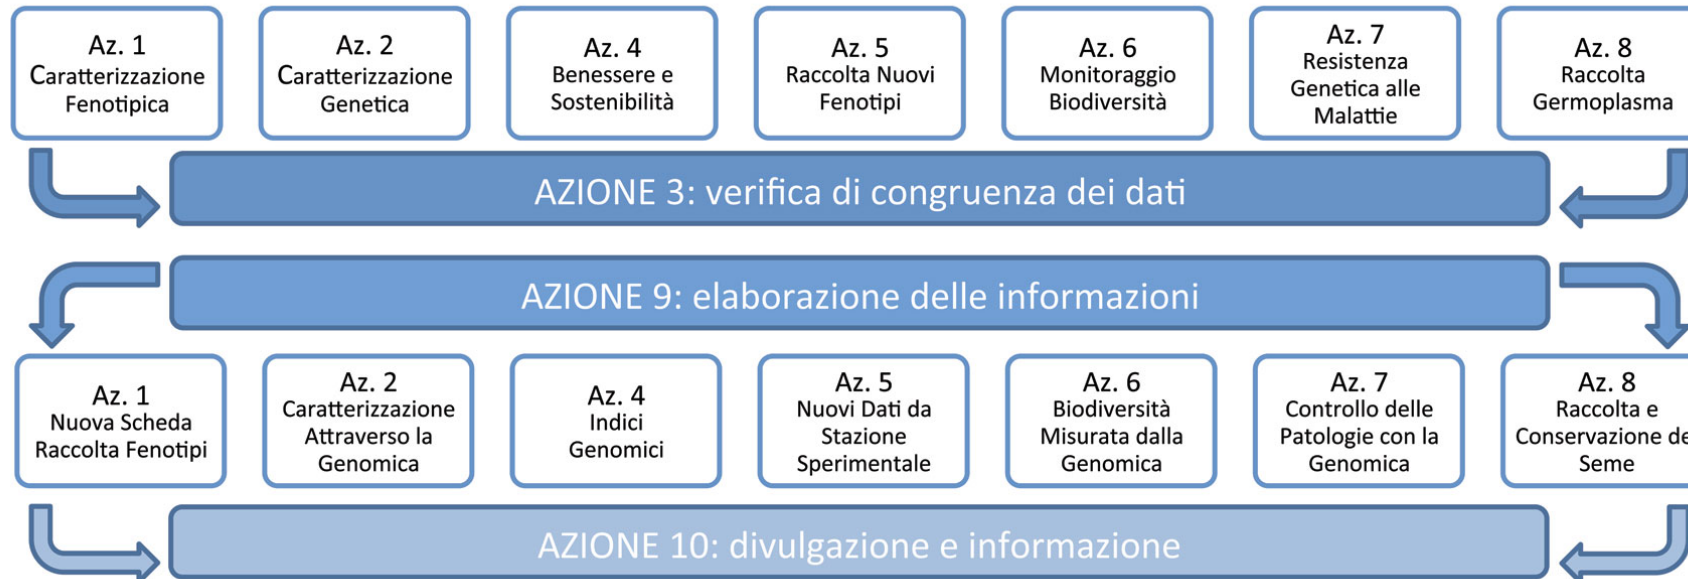 Az. 1
Caratterizzazione
Fenotipica
Az. 2
Caratterizzazione
Genetica
Az. 4
Benessere e
Sostenibilità
Az. 5
Raccolta Nuovi
Fenotipi
Az. 6
Monitoraggio
Biodiversità
Az. 7
Resistenza
Genetica alle
Malattie
Az. 8
Raccolta
Germoplasma
AZIONE 3: verifica di congruenza dei dati
AZIONE 9: elaborazione delle informazioni
Az. 1
Nuova Scheda
Raccolta Fenotipi
Az. 2
Caratterizzazione
Attraverso la
Genomica
Az. 4
Indici
Genomici
Az. 5
Nuovi Dati da
Stazione
Sperimentale
Az. 6
Biodiversità
Misurata dalla
Genomica
Az. 7
Controllo delle
Patologie con la
Genomica
Az. 8
Raccolta e
Conservazione de
Seme
AZIONE 10: divulgazione e informazione